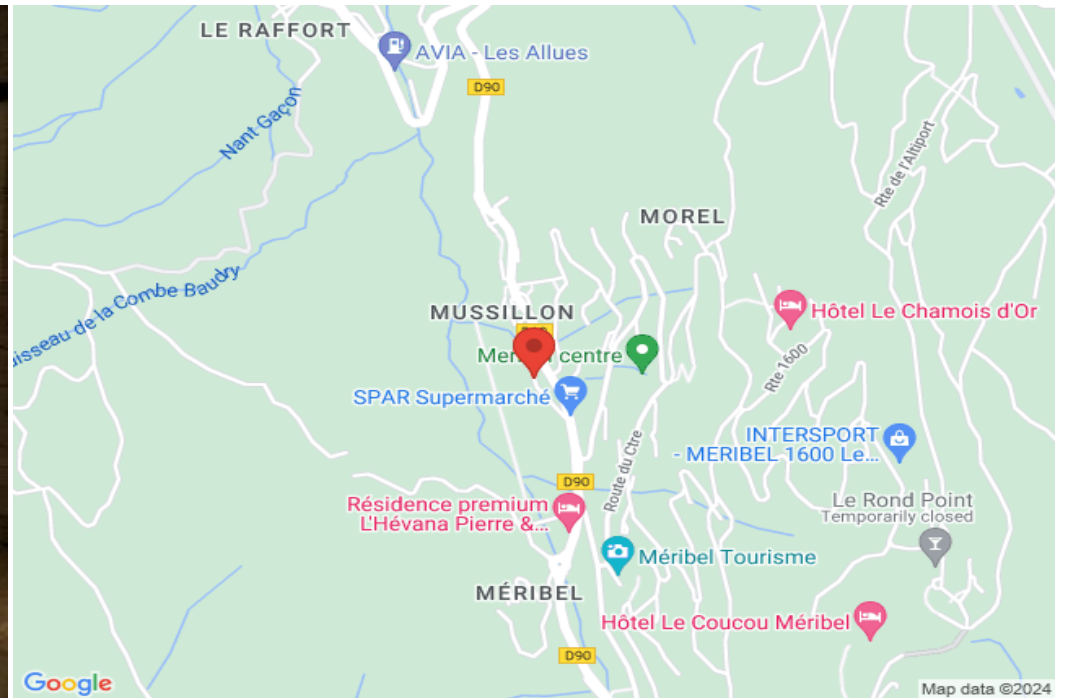 LE RAFFORT
AVIA - Les Allues
D90
Nant Gaçon
Rte de l'Altiport
MOREL
isseau de la Combe Baudry
Hôtel Le Chamois d'Or
MUSSILLON
centre
Rte 1600
SPAR Supermarché
INTERSPORT
- MERIBEL 1600 Le...
Route du Ctre
D90
Résidence premium
L'Hévana Pierre &...
Le Rond Point
Temporarily closed
Méribel Tourisme
MÉRIBEL
Hôtel Le Coucou Méribel
D90
Google
Map data ©2024